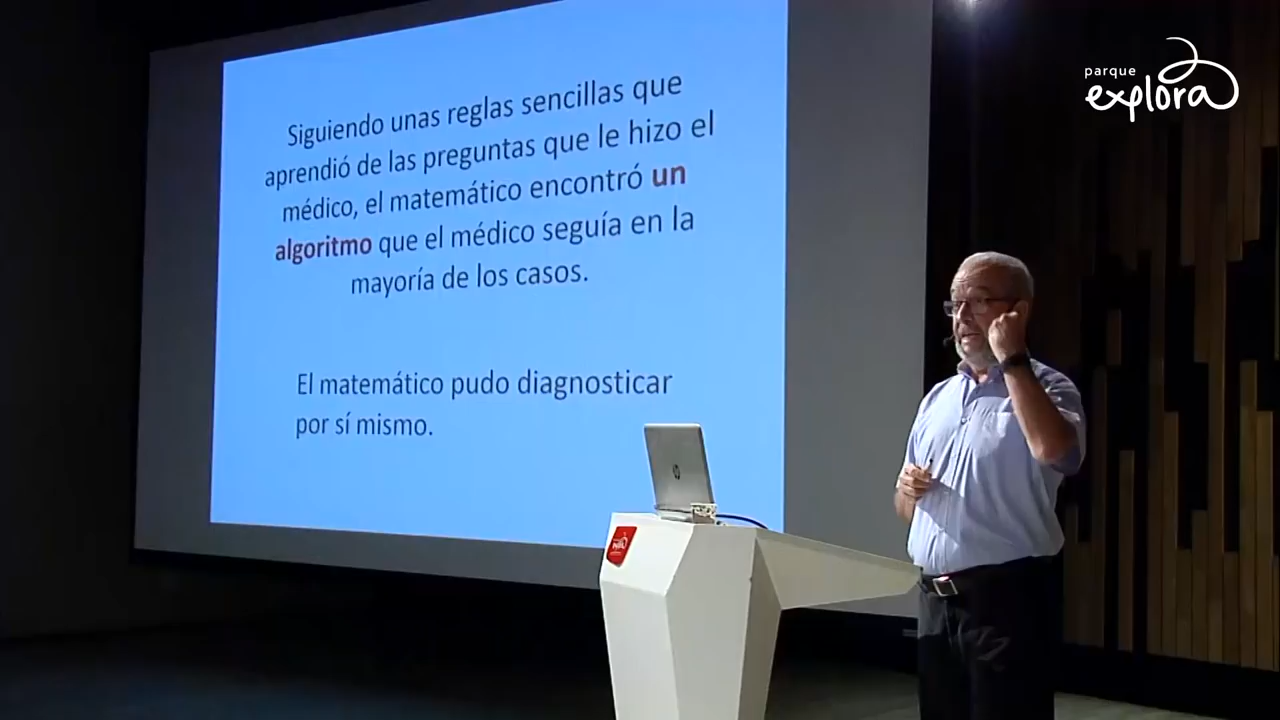 parque
explora
Siguiendo unas reglas sencillas que
aprendió de las preguntas que le hizo el
médico, el matemático encontró un
algoritmo que el médico seguía en la
mayoría de los casos.
El matemático pudo diagnosticar
por sí mismo.
hp